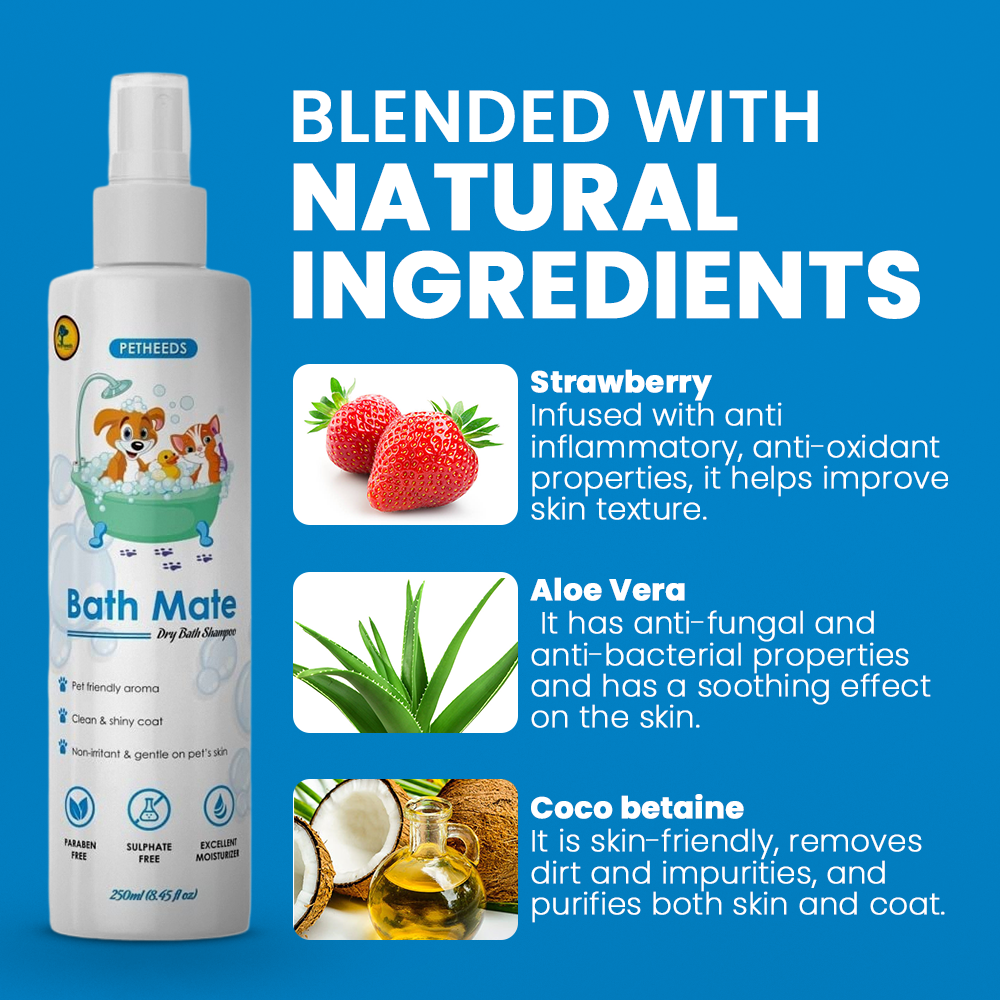 BLENDED WITH
NATURAL
INGREDIENTS
PETHEEDS
Bath Mate
Dry Bath Shampoo
Pet friendly aroma
Clean & shiny coat
Non-irritant & gentle on pet's skin
PARABEN
FREE
SULPHATE
FREE
EXCELLENT
MOISTURIZER
250ml (8.45 fl oz)
Strawberry
Infused with anti
inflammatory, anti-oxidant
properties, it helps improve
skin texture.
Aloe Vera
It has anti-fungal and
anti-bacterial properties
and has a soothing effect
on the skin.
Coco betaine
It is skin-friendly, removes
dirt and impurities, and
purifies both skin and coat.